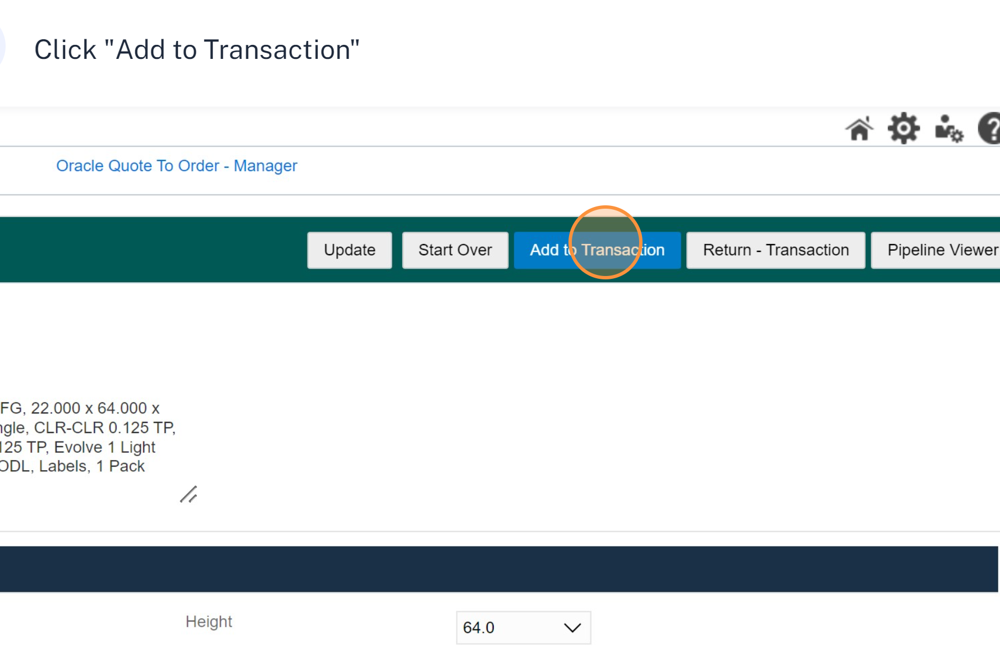 Click "Add to Transaction"
Oracle Quote To Order - Manager
Update Start Over Add to Transaction Return - Transaction Pipeline Viewer
FG, 22.000 x 64.000 x
CLR-CLR 0.125 TP,
125 TP, Evolve 1 Light
ODL, Labels, 1 Pack
Height 64.0